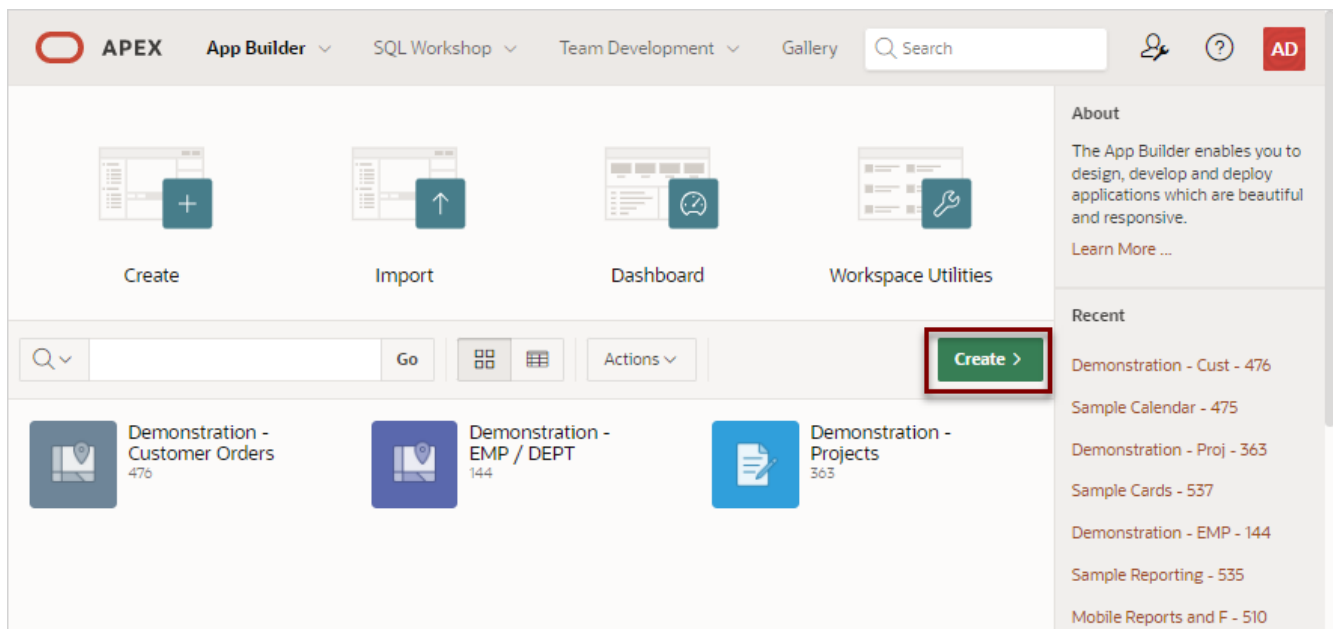 APEX App Builder SQL Workshop Team Development Gallery Search AD
Create Import Dashboard Workspace Utilities
Go Actions Create
Demonstration -
Customer Orders
476
Demonstration -
EMP / DEPT
144
Demonstration -
Projects
363
About
The App Builder enables you to
design, develop and deploy
applications which are beautiful
and responsive.
Learn More ...
Recent
Demonstration - Cust - 476
Sample Calendar - 475
Demonstration - Proj - 363
Sample Cards - 537
Demonstration - EMP - 144
Sample Reporting - 535
Mobile Reports and F - 510